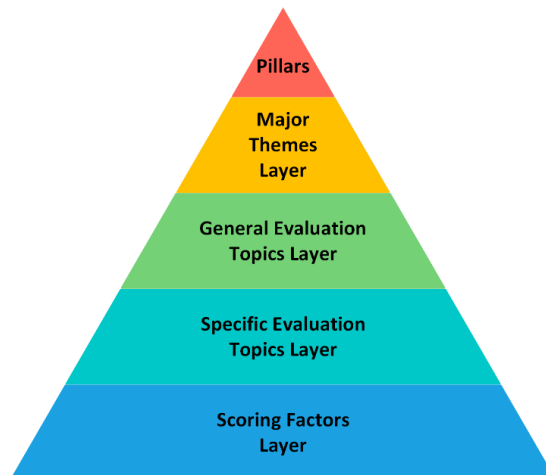 Pillars
Major
Themes
Layer
General Evaluation
Topics Layer
Specific Evaluation
Topics Layer
Scoring Factors
Layer